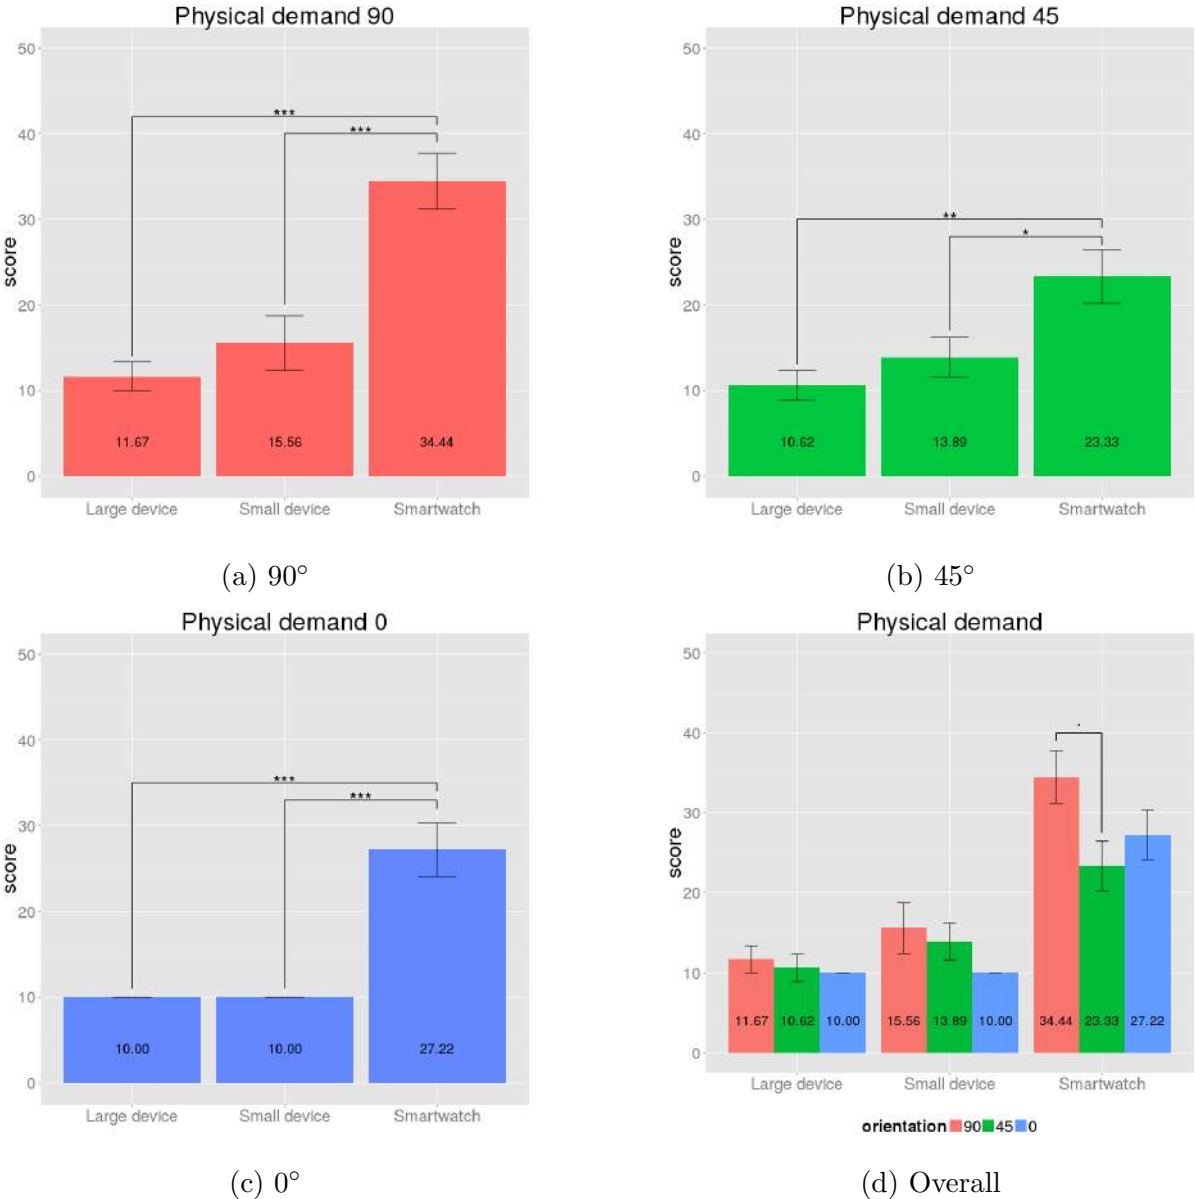 Physical demand 90
50
***
***
40
30
score
20
10
11.67 15.56 34.44
0
Large device Small device Smartwatch
(a) 90°
Physical demand 45
50
40
30
**
*
score
20
10
10.62 13.89 23.33
0
Large device Small device Smartwatch
(b) 45°
Physical demand 0
50
40
***
***
30
score
20
10
10.00 10.00 27.22
0
Large device Small device Smartwatch
(c) 0°
Physical demand
50
.
40
30
score
20
10
11.67 10.62 10.00 15.56 13.89 10.00 34.44 23.33 27.22
0
Large device Small device Smartwatch
orientation 90 45 0
(d) Overall